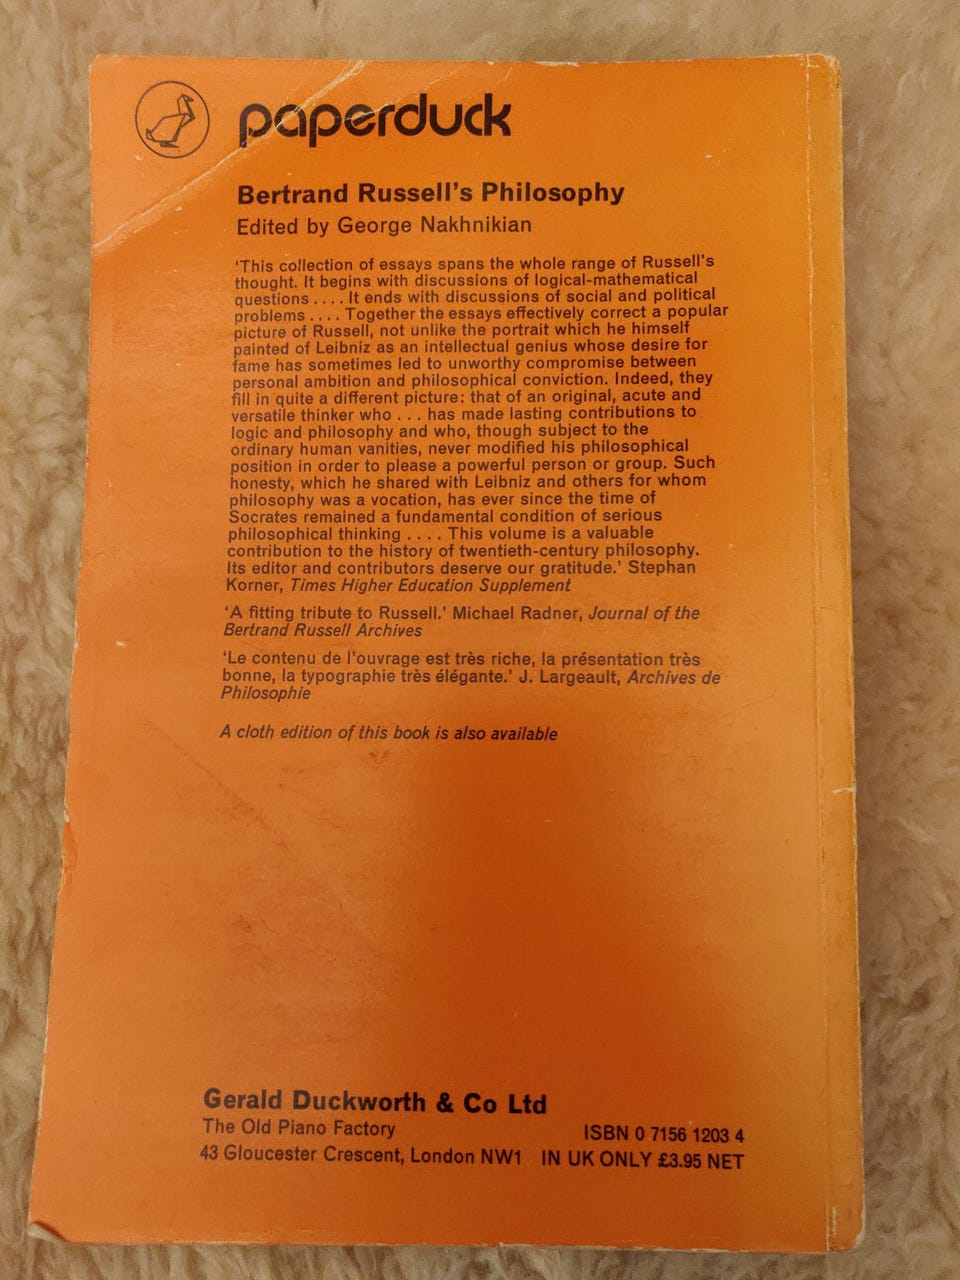 paperduck
Bertrand Russell's Philosophy
Edited by George Nakhnikian
'This collection of essays spans the whole range of Russell's
thought. It begins with discussions of logical-mathematical
questions .... It ends with discussions of social and political
problems .... Together the essays effectively correct a popular
picture of Russell, not unlike the portrait which he himself
painted of Leibniz as an intellectual genius whose desire for
fame has sometimes led to unworthy compromise between
personal ambition and philosophical conviction. Indeed, they
fill in quite a different picture: that of an original, acute and
versatile thinker who ... has made lasting contributions to
logic and philosophy and who, though subject to the
ordinary human vanities, never modified his philosophical
position in order to please a powerful person or group. Such
honesty, which he shared with Leibniz and others for whom
philosophy was a vocation, has ever since the time of
Socrates remained a fundamental condition of serious
philosophical thinking .... This volume is a valuable
contribution to the history of twentieth-century philosophy.
Its editor and contributors deserve our gratitude.' Stephan
Korner, Times Higher Education Supplement
'A fitting tribute to Russell.' Michael Radner, Journal of the
Bertrand Russell Archives
'Le contenu de l'ouvrage est très riche, la présentation très
bonne, la typographie très élégante.' J. Largeault, Archives de
Philosophie
A cloth edition of this book is also available
Gerald Duckworth & Co Ltd
The Old Piano Factory
43 Gloucester Crescent, London NW1
ISBN 0 7156 1203 4
IN UK ONLY £3.95 NET